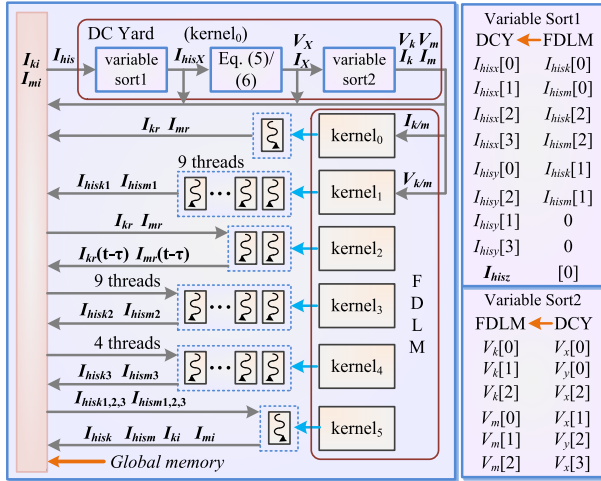 DC Yard (kernel0)
Iki
Imi
Ihis
variable
sort1
IhisX
Eq. (5)/
(6)
VX
IX
variable
sort2
Vk Vm
Ik Im
Ikr Imr
kernel0
Ik/m
9 threads
Ihisk1 Ihism1
kernel1
Vk/m
Ikr Imr
Ikr(t-τ) Imr(t-τ)
kernel2
9 threads
Ihisk2 Ihism2
kernel3
4 threads
Ihisk3 Ihism3
kernel4
Ihisk1,2,3 Ihism1,2,3
Ihisk Ihism Iki Imi
kernel5
F
D
L
M
Global memory
Variable Sort1
DCY FDLM
Ihisx[0] Ihisk[0]
Ihisx[1] Ihism[0]
Ihisx[2] Ihisk[2]
Ihisx[3] Ihism[2]
Ihisy[0] Ihisk[1]
Ihisy[2] Ihism[1]
Ihisy[1] 0
Ihisy[3] 0
Ihisz [0]
Variable Sort2
FDLM DCY
Vk[0] Vx[0]
Vk[1] Vy[0]
Vk[2] Vx[2]
Vm[0] Vx[1]
Vm[1] Vy[2]
Vm[2] Vx[3]